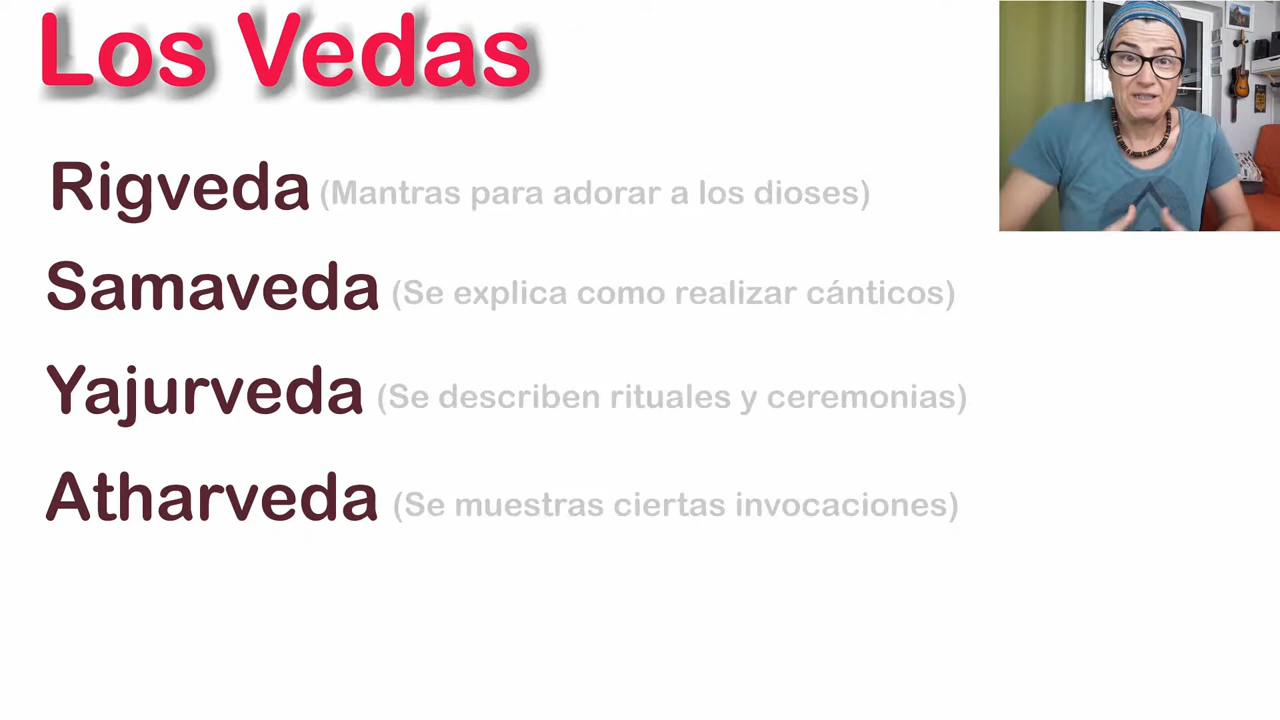 Los Vedas
Rigveda (Mantras para adorar a los dioses)
Samaveda (Se explica como realizar cánticos)
Yajurveda (Se describen rituales y ceremonias)
Atharveda (Se muestras ciertas invocaciones)